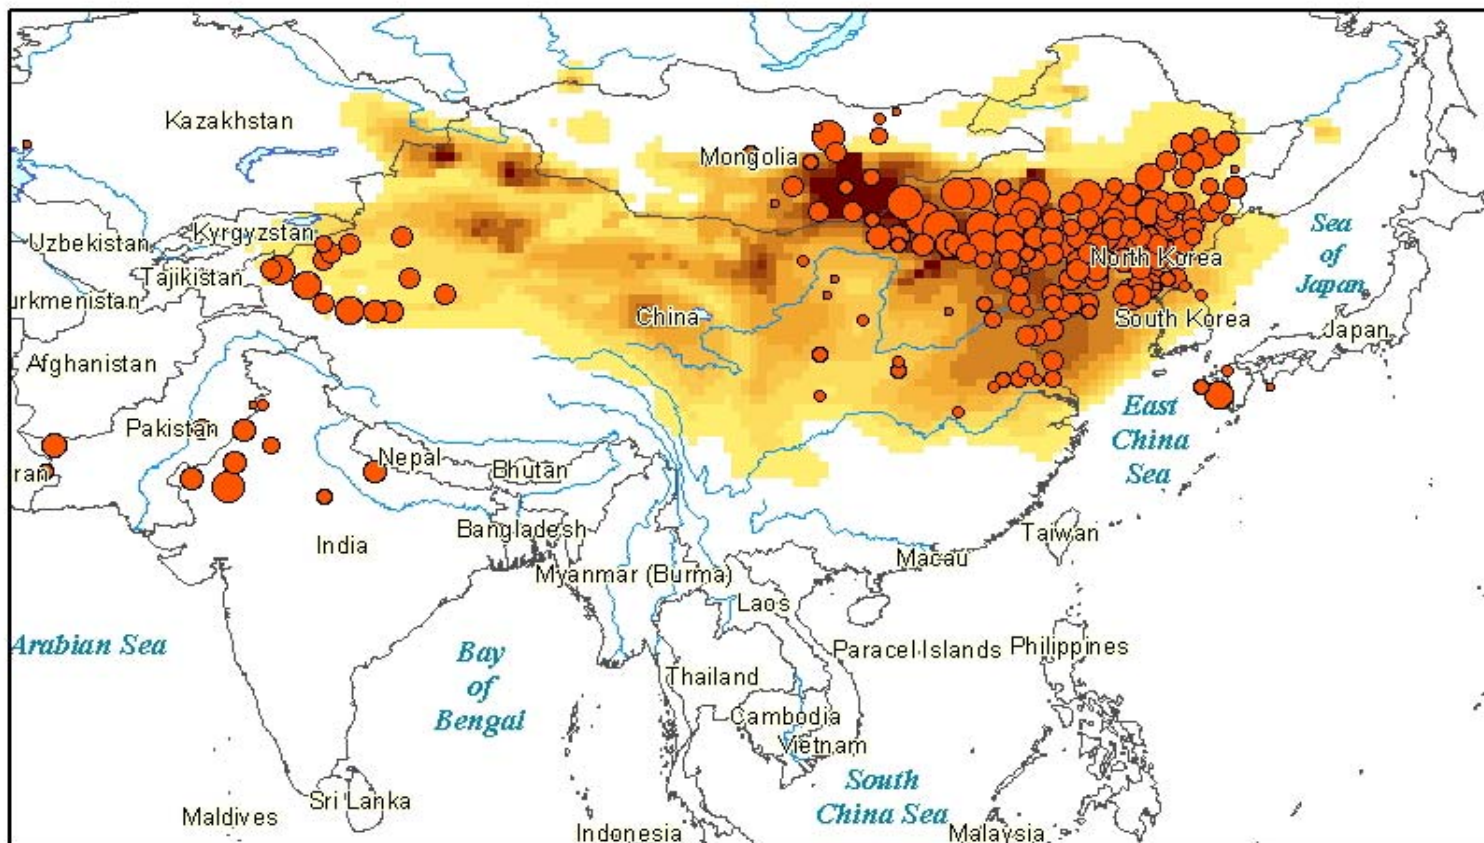 Kazakhstan
Mongolia
Uzbekistan
Kyrgyzstan
Sea
of
Japan
North Korea
Tajikistan
urkmenistan
China
South Korea
Japan
Afghanistan
East
China
Sea
Pakistan
ran
Nepal
Bhutan
Bangladesh
Taiwan
India
Macau
Myanmar (Burma)
Laos
Arabian Sea
Bay
of
Bengal
Paracel Islands
Philippines
Thailand
Cambodia
Vietnam
South
China Sea
Sri Lanka
Maldives
Indonesia
Malaysia